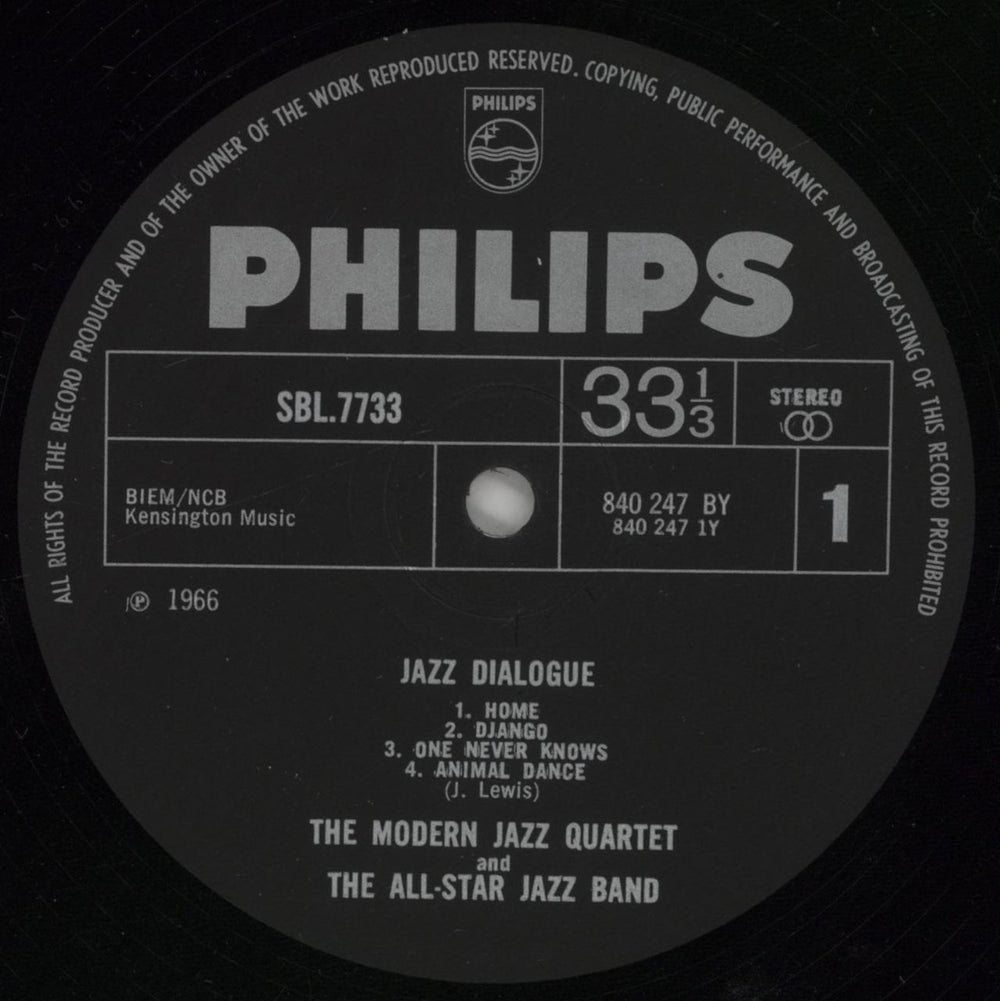 ALL RIGHTS OF THE RECORD PRODUCER AND OF THE OWNER OF THE WORK REPRODUCED RESERVED. COPYING, PUBLIC PERFORMANCE AND BROADCASTING OF THIS RECORD PROHIBITED
PHILIPS
PHILIPS
SBL.7733
33 1/3
STEREO
BIEM/NCB
Kensington Music
840 247 BY
840 247 1Y
1
℗ 1966
JAZZ DIALOGUE
1. HOME
2. DJANGO
3. ONE NEVER KNOWS
4. ANIMAL DANCE
(J. Lewis)
THE MODERN JAZZ QUARTET
and
THE ALL-STAR JAZZ BAND